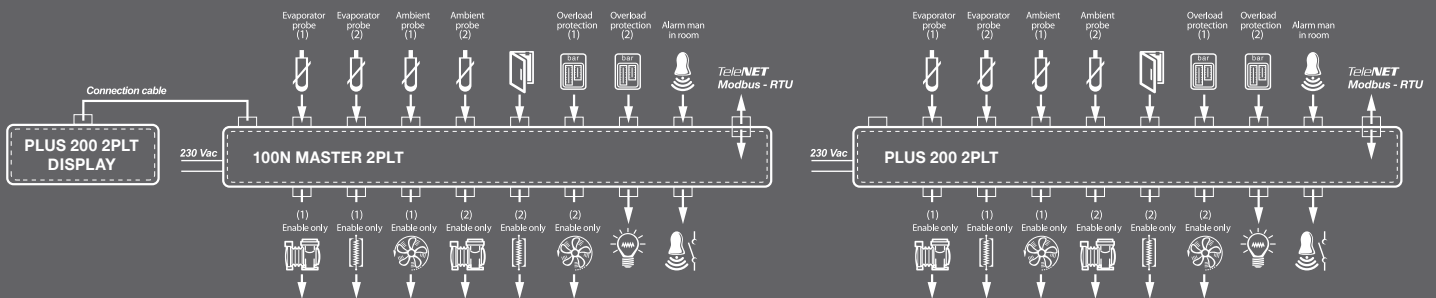 Evaporator probe (1)
Evaporator probe (2)
Ambient probe (1)
Ambient probe (2)
Overload protection (1)
bar
Overload protection (2)
bar
Alarm man in room
TeleNET
Modbus - RTU
Connection cable
PLUS 200 2PLT
DISPLAY
230 Vac
100N MASTER 2PLT
(1)
Enable only
(1)
Enable only
(1)
Enable only
(2)
Enable only
(2)
Enable only
(2)
Enable only
Evaporator probe (1)
Evaporator probe (2)
Ambient probe (1)
Ambient probe (2)
Overload protection (1)
bar
Overload protection (2)
bar
Alarm man in room
TeleNET
Modbus - RTU
230 Vac
PLUS 200 2PLT
(1)
Enable only
(1)
Enable only
(1)
Enable only
(2)
Enable only
(2)
Enable only
(2)
Enable only